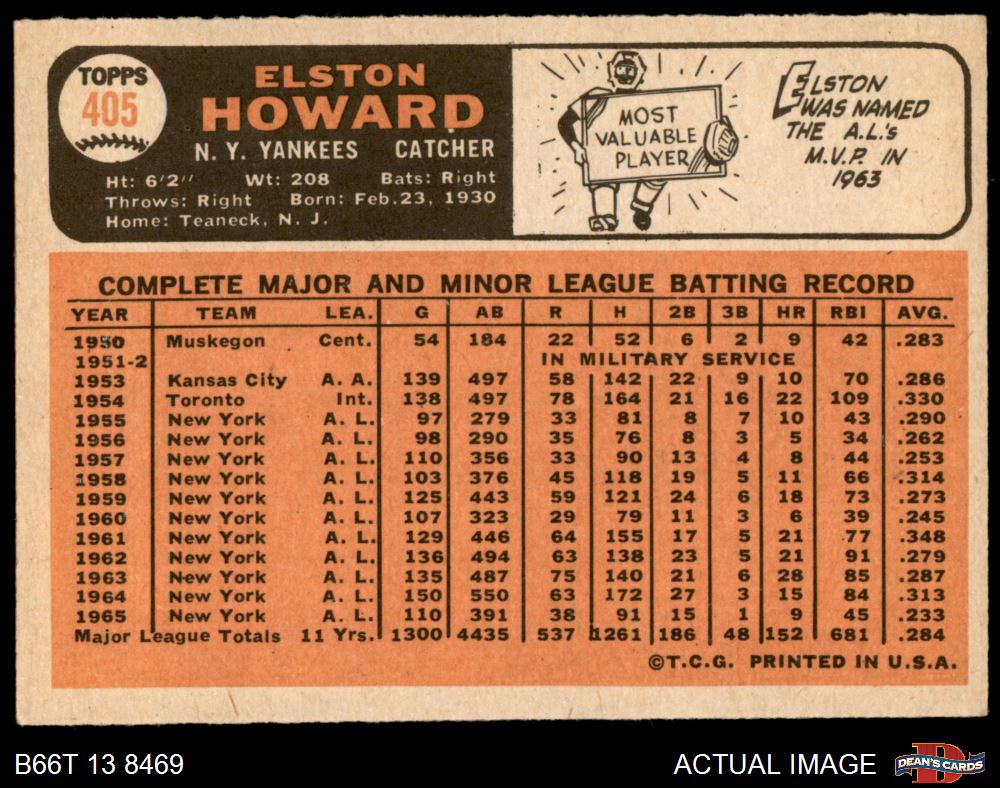 TOPPS
405
ELSTON
HOWARD
N. Y. YANKEES CATCHER
Ht: 6'2" Wt: 208 Bats: Right
Throws: Right Born: Feb. 23, 1930
Home: Teaneck, N. J.
MOST
VALUABLE
PLAYER
ELSTON
WAS NAMED
THE A.L.'s
M.V.P. IN
1963
COMPLETE MAJOR AND MINOR LEAGUE BATTING RECORD
YEAR TEAM LEA. G AB R H 2B 3B HR RBI AVG.
1950 Muskegon Cent. 54 184 22 52 6 2 9 42 .283
1951-2 IN MILITARY SERVICE
1953 Kansas City A. A. 139 497 58 142 22 9 10 70 .286
1954 Toronto Int. 138 497 78 164 21 16 22 109 .330
1955 New York A. L. 97 279 33 81 8 7 10 43 .290
1956 New York A. L. 98 290 35 76 8 3 5 34 .262
1957 New York A. L. 110 356 33 90 13 4 8 44 .253
1958 New York A. L. 103 376 45 118 19 5 11 66 .314
1959 New York A. L. 125 443 59 121 24 6 18 73 .273
1960 New York A. L. 107 323 29 79 11 3 6 39 .245
1961 New York A. L. 129 446 64 155 17 5 21 77 .348
1962 New York A. L. 136 494 63 138 23 5 21 91 .279
1963 New York A. L. 135 487 75 140 21 6 28 85 .287
1964 New York A. L. 150 550 63 172 27 3 15 84 .313
1965 New York A. L. 110 391 38 91 15 1 9 45 .233
Major League Totals 11 Yrs. 1300 4435 537 1261 186 48 152 681 .284
©T.C.G. PRINTED IN U.S.A.
B66T 13 8469
ACTUAL IMAGE
DEAN'S CARDS